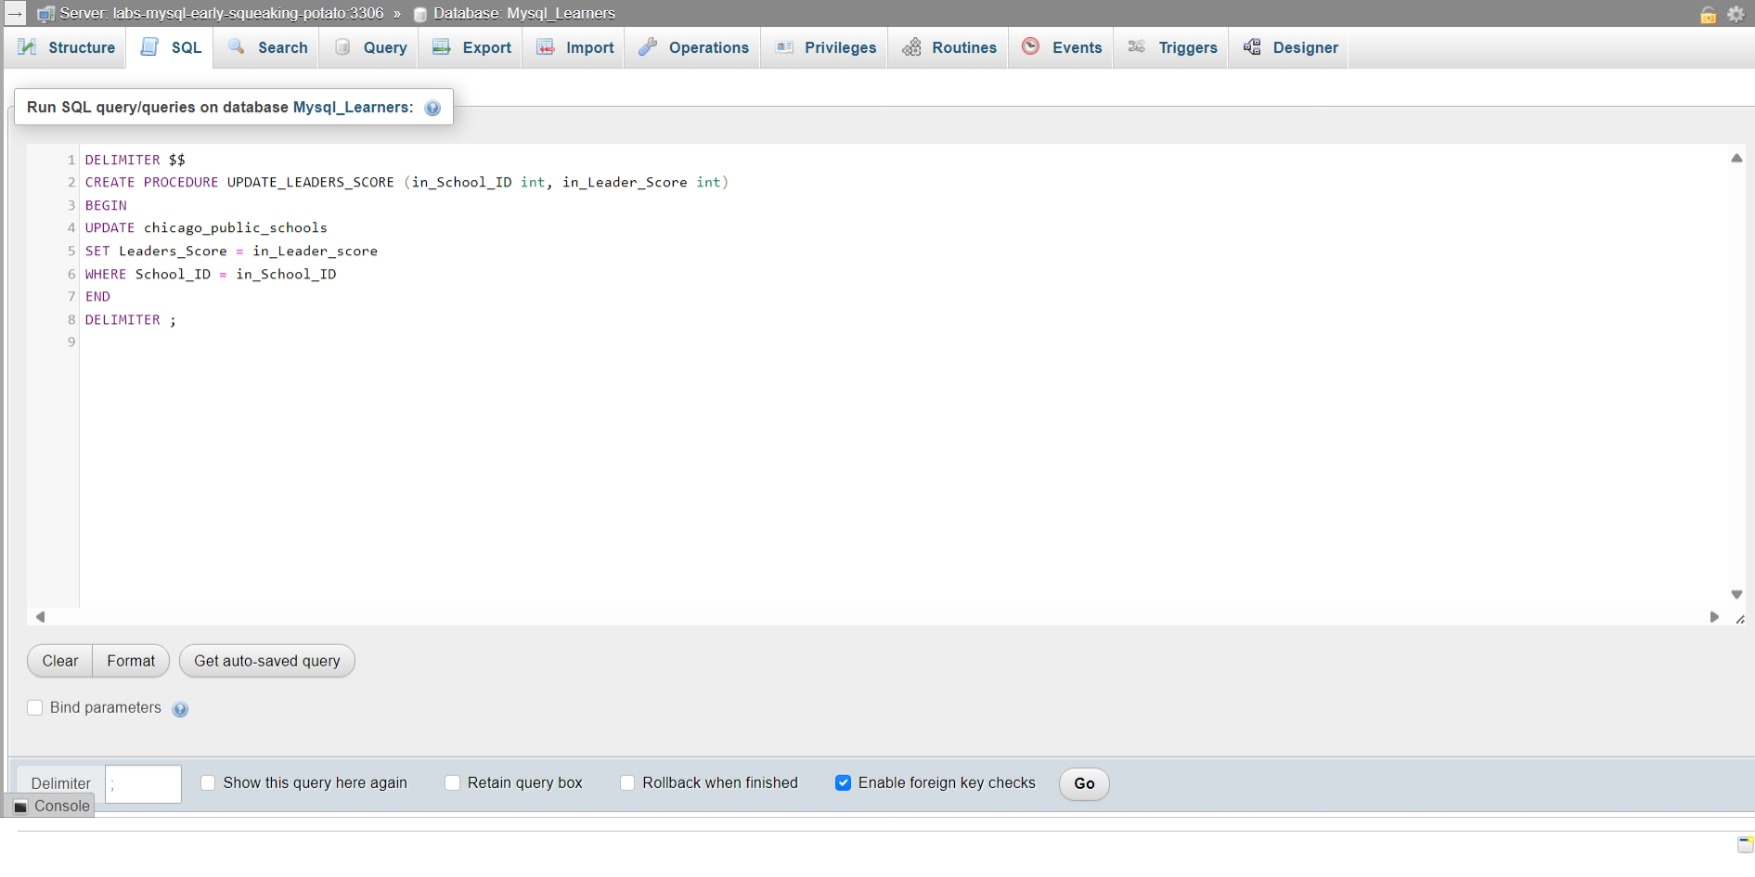 Server: labs-mysql-early-squeaking-potato:3306 » Database: Mysql_Learners
Structure SQL Search Query Export Import Operations Privileges Routines Events Triggers Designer
Run SQL query/queries on database Mysql_Learners:
1 DELIMITER $$
2 CREATE PROCEDURE UPDATE_LEADERS_SCORE (in_School_ID int, in_Leader_Score int)
3 BEGIN
4 UPDATE chicago_public_schools
5 SET Leaders_Score = in_Leader_score
6 WHERE School_ID = in_School_ID
7 END
8 DELIMITER ;
9
Clear Format Get auto-saved query
Bind parameters
Delimiter ; Show this query here again Retain query box Rollback when finished Enable foreign key checks Go
Console